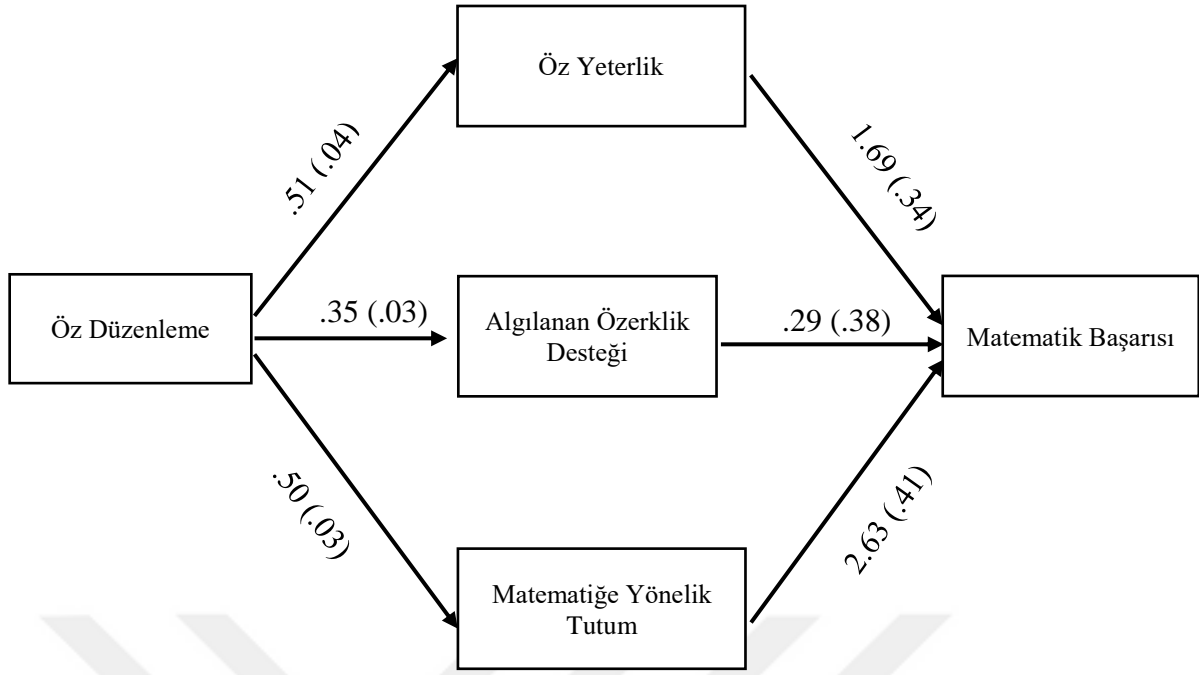 Öz Yeterlik
.51 (.04)
1.69 (.34)
Öz Düzenleme
.35 (.03)
Algılanan Özerklik
Desteği
.29 (.38)
Matematik Başarısı
.50 (.03)
2.63 (.41)
Matematiğe Yönelik
Tutum